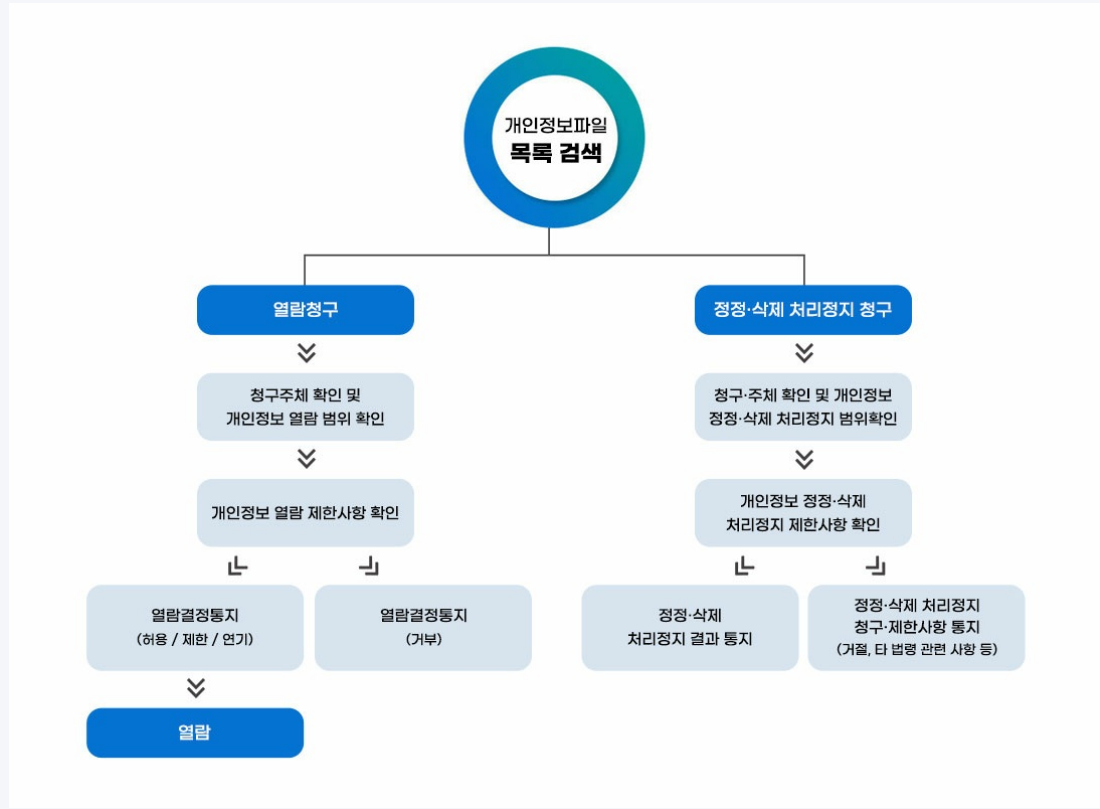 개인정보파일
목록 검색
열람청구
청구주체 확인 및
개인정보 열람 범위 확인
개인정보 열람 제한사항 확인
열람결정통지
(허용 / 제한 / 연기)
열람결정통지
(거부)
열람
정정·삭제 처리정지 청구
청구·주체 확인 및 개인정보
정정·삭제 처리정지 범위확인
개인정보 정정·삭제
처리정지 제한사항 확인
정정·삭제
처리정지 결과 통지
정정·삭제 처리정지
청구·제한사항 통지
(거절, 타 법령 관련 사항 등)